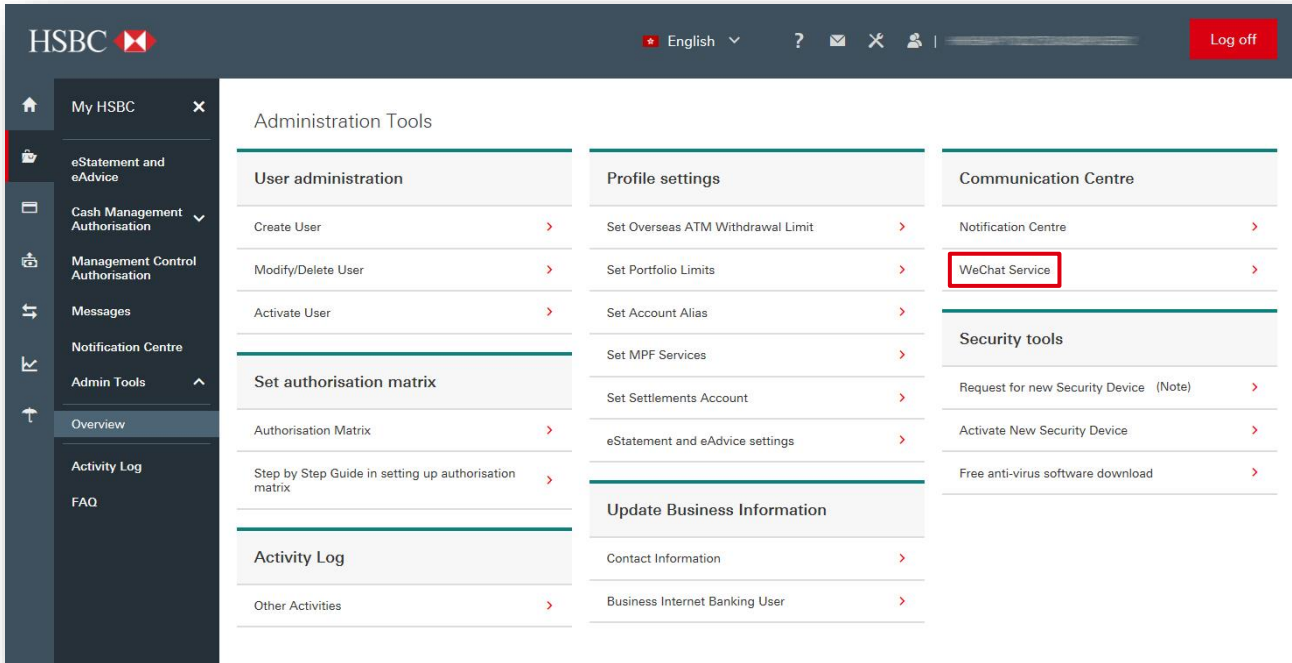 HSBC
English
?
|
Log off
My HSBC
eStatement and
eAdvice
Cash Management
Authorisation
Management Control
Authorisation
Messages
Notification Centre
Admin Tools
Overview
Activity Log
FAQ
Administration Tools
User administration
Create User
Modify/Delete User
Activate User
Set authorisation matrix
Authorisation Matrix
Step by Step Guide in setting up authorisation
matrix
Activity Log
Other Activities
Profile settings
Set Overseas ATM Withdrawal Limit
Set Portfolio Limits
Set Account Alias
Set MPF Services
Set Settlements Account
eStatement and eAdvice settings
Update Business Information
Contact Information
Business Internet Banking User
Communication Centre
Notification Centre
WeChat Service
Security tools
Request for new Security Device (Note)
Activate New Security Device
Free anti-virus software download